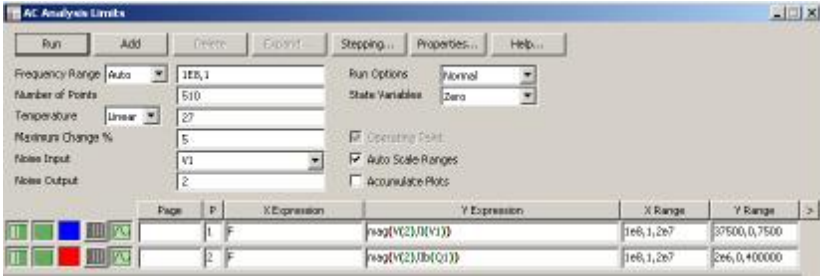 AC Analysis Limits
Run Add Delete Expand... Stepping... Properties... Help...
Frequency Range Auto 1E8,1 Run Options Normal
Number of Points 510 State Variables Zero
Temperature Linear 27
Maximum Change % 5 Operating Point
Noise Input V1 Auto Scale Ranges
Noise Output 2 Accumulate Plots
Page P X Expression Y Expression X Range Y Range >
1 F mag(V(2)/I(V1)) 1e8,1,2e7 37500,0,7500
2 F mag(V(2)/Ib(Q1)) 1e8,1,2e7 2e6,0,400000